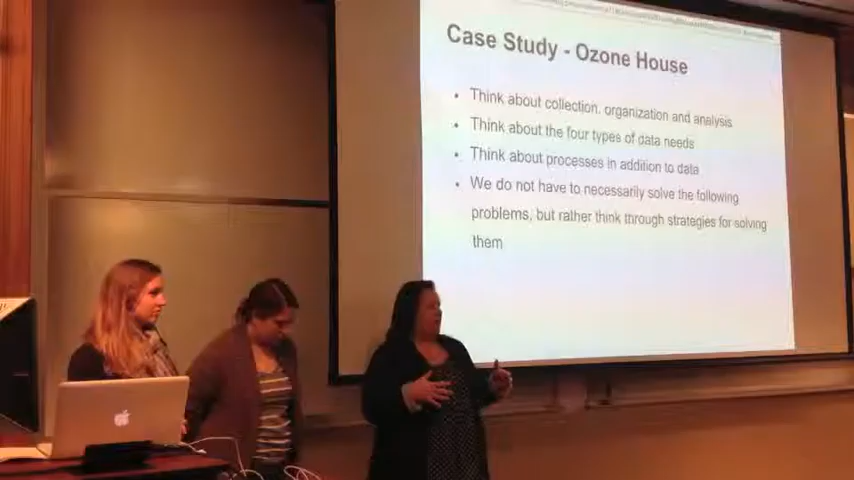 Case Study - Ozone House
• Think about collection, organization and analysis
• Think about the four types of data needs
• Think about processes in addition to data
• We do not have to necessarily solve the following
problems, but rather think through strategies for solving
them